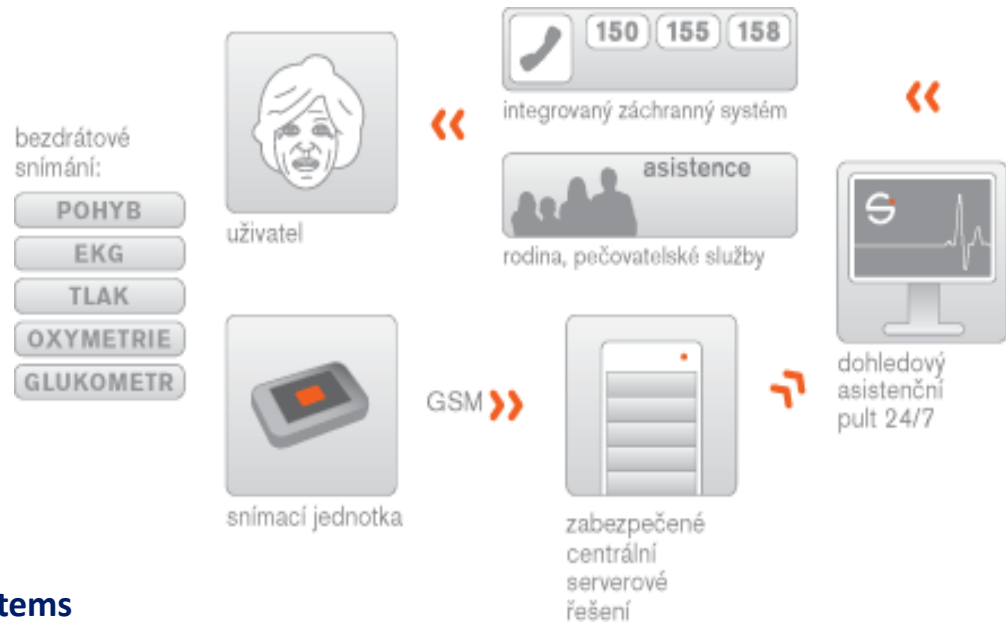 bezdrátové
snímání:
POHYB
EKG
TLAK
OXYMETRIE
GLUKOMETR
uživatel
150 155 158
integrovaný záchranný systém
asistence
rodina, pečovatelské služby
snímací jednotka
GSM
zabezpečené
centrální
serverové
řešení
dohledový
asistenční
pult 24/7
tems